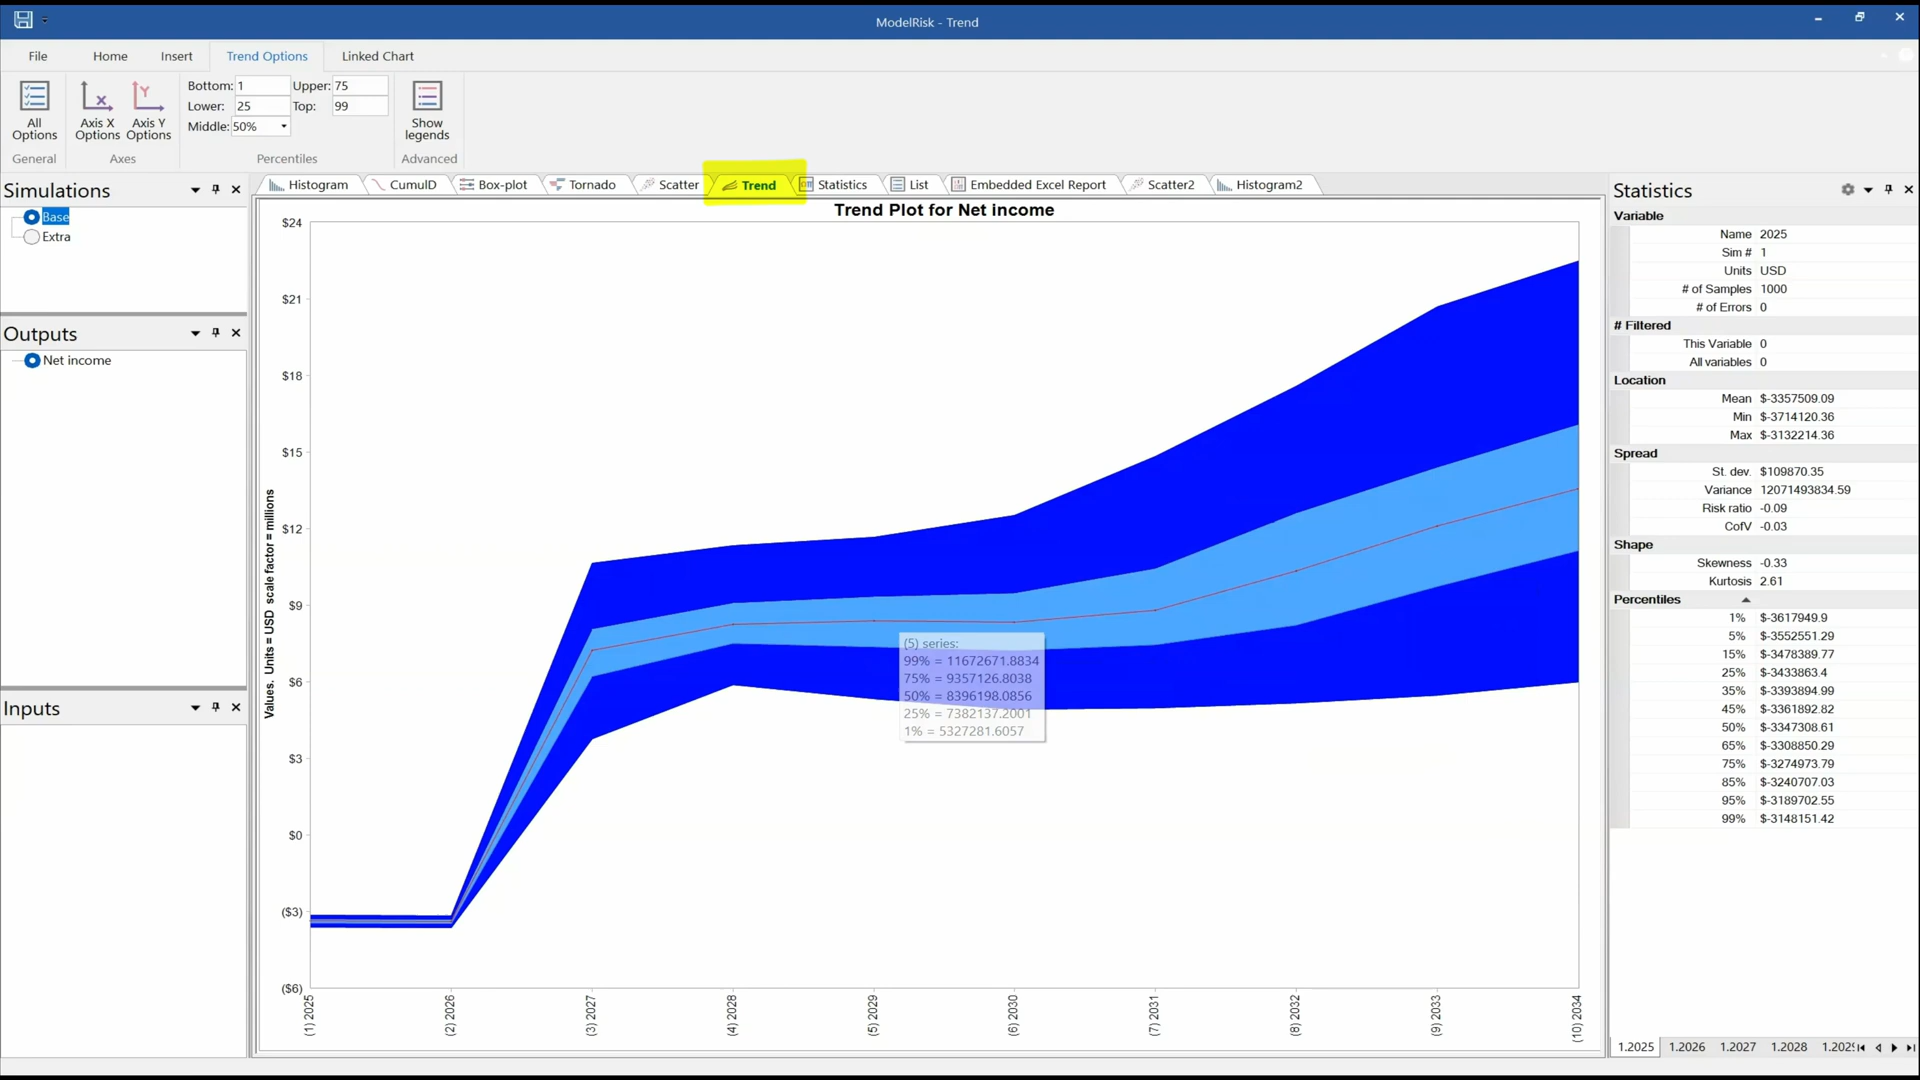 ModelRisk - Trend
File
Home
Insert
Trend Options
Linked Chart
All Options
Axis X Options
Axis Y Options
Bottom: 1
Upper: 75
Lower: 25
Top: 99
Middle: 50%
Show legends
General
Axes
Percentiles
Advanced
Simulations
Base
Extra
Outputs
Net income
Inputs
Histogram
CumulD
Box-plot
Tornado
Scatter
Trend
Statistics
List
Embedded Excel Report
Scatter2
Histogram2
Trend Plot for Net income
$24
$21
$18
$15
$12
$9
$6
$3
$0
($3)
($6)
Values. Units = USD scale factor = millions
(5) series:
99% = 11672671.8834
75% = 9357126.8038
50% = 8396198.0856
25% = 7382137.2001
1% = 5327281.6057
(1) 2025
(2) 2026
(3) 2027
(4) 2028
(5) 2029
(6) 2030
(7) 2031
(8) 2032
(9) 2033
(10) 2034
Statistics
Variable
Name 2025
Sim # 1
Units USD
# of Samples 1000
# of Errors 0
# Filtered
This Variable 0
All variables 0
Location
Mean $-3357509.09
Min $-3714120.36
Max $-3132214.36
Spread
St. dev. $109870.35
Variance 12071493834.59
Risk ratio -0.09
CofV -0.03
Shape
Skewness -0.33
Kurtosis 2.61
Percentiles
1% $-3617949.9
5% $-3552551.29
15% $-3478389.77
25% $-3433863.4
35% $-3393894.99
45% $-3361892.82
50% $-3347308.61
65% $-3308850.29
75% $-3274973.79
85% $-3240707.03
95% $-3189702.55
99% $-3148151.42
1.2025
1.2026
1.2027
1.2028